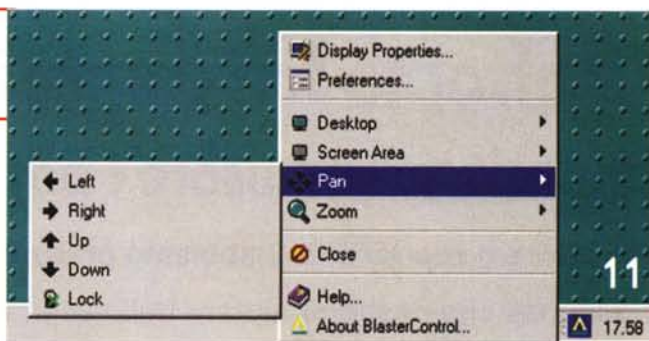 Display Properties...
Preferences...
Desktop
Screen Area
Pan
Zoom
Close
Help...
About BlasterControl...
Left
Right
Up
Down
Lock
11
17.58